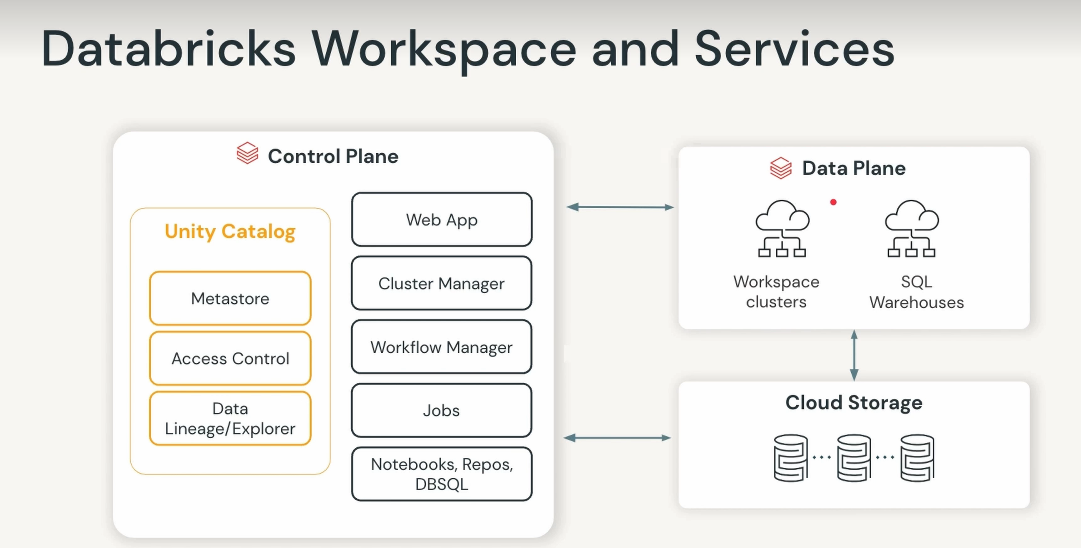 Databricks Workspace and Services
Control Plane
Unity Catalog
Metastore
Access Control
Data
Lineage/Explorer
Web App
Cluster Manager
Workflow Manager
Jobs
Notebooks, Repos,
DBSQL
Data Plane
Workspace
clusters
SQL
Warehouses
Cloud Storage